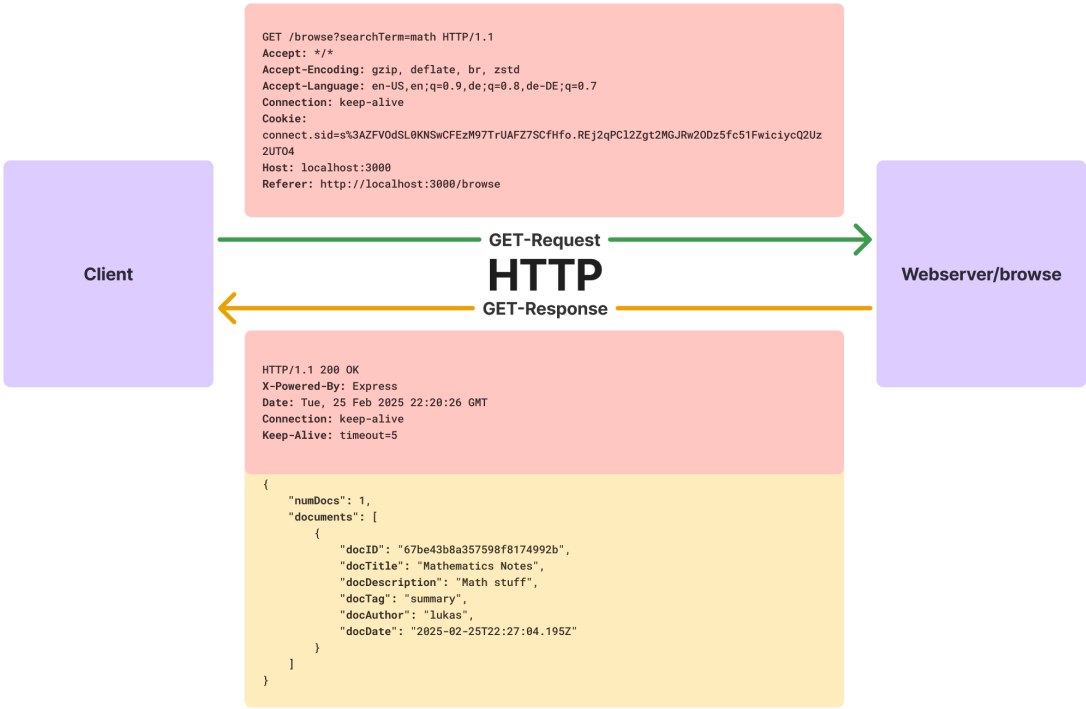 GET /browse?searchTerm=math HTTP/1.1
Accept: */*
Accept-Encoding: gzip, deflate, br, zstd
Accept-Language: en-US,en;q=0.9,de;q=0.8,de-DE;q=0.7
Connection: keep-alive
Cookie:
connect.sid=s%3AZFVOdSL0KNSwCFEzM97TrUAFZ7SCfHfo.REj2qPCl2Zgt2MGJRw2ODz5fc51FwiciycQ2Uz
2UTO4
Host: localhost:3000
Referer: http://localhost:3000/browse
Client
GET-Request
HTTP
GET-Response
Webserver/browse
HTTP/1.1 200 OK
X-Powered-By: Express
Date: Tue, 25 Feb 2025 22:20:26 GMT
Connection: keep-alive
Keep-Alive: timeout=5
{
    "numDocs": 1,
    "documents": [
        {
            "docID": "67be43b8a357598f8174992b",
            "docTitle": "Mathematics Notes",
            "docDescription": "Math stuff",
            "docTag": "summary",
            "docAuthor": "lukas",
            "docDate": "2025-02-25T22:27:04.195Z"
        }
    ]
}